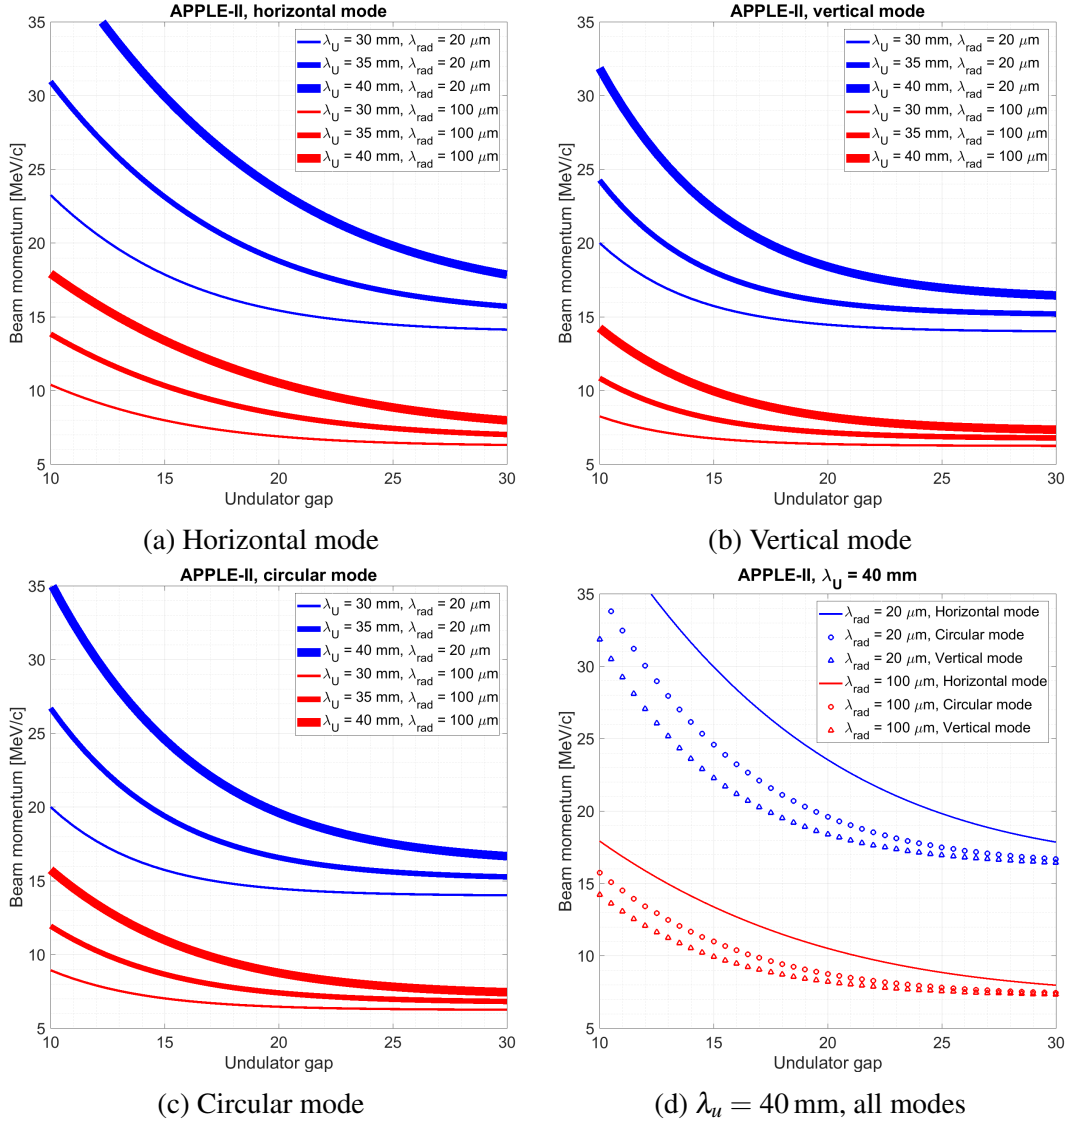 APPLE-II, horizontal mode
35
30
25
20
15
10
5
Beam momentum [MeV/c]
λU = 30 mm, λrad = 20 μm
λU = 35 mm, λrad = 20 μm
λU = 40 mm, λrad = 20 μm
λU = 30 mm, λrad = 100 μm
λU = 35 mm, λrad = 100 μm
λU = 40 mm, λrad = 100 μm
10 15 20 25 30
Undulator gap
(a) Horizontal mode
APPLE-II, vertical mode
35
30
25
20
15
10
5
Beam momentum [MeV/c]
λU = 30 mm, λrad = 20 μm
λU = 35 mm, λrad = 20 μm
λU = 40 mm, λrad = 20 μm
λU = 30 mm, λrad = 100 μm
λU = 35 mm, λrad = 100 μm
λU = 40 mm, λrad = 100 μm
10 15 20 25 30
Undulator gap
(b) Vertical mode
APPLE-II, circular mode
35
30
25
20
15
10
5
Beam momentum [MeV/c]
λU = 30 mm, λrad = 20 μm
λU = 35 mm, λrad = 20 μm
λU = 40 mm, λrad = 20 μm
λU = 30 mm, λrad = 100 μm
λU = 35 mm, λrad = 100 μm
λU = 40 mm, λrad = 100 μm
10 15 20 25 30
Undulator gap
(c) Circular mode
APPLE-II, λU = 40 mm
35
30
25
20
15
10
5
Beam momentum [MeV/c]
λrad = 20 μm, Horizontal mode
λrad = 20 μm, Circular mode
λrad = 20 μm, Vertical mode
λrad = 100 μm, Horizontal mode
λrad = 100 μm, Circular mode
λrad = 100 μm, Vertical mode
10 15 20 25 30
Undulator gap
(d) λu = 40 mm, all modes